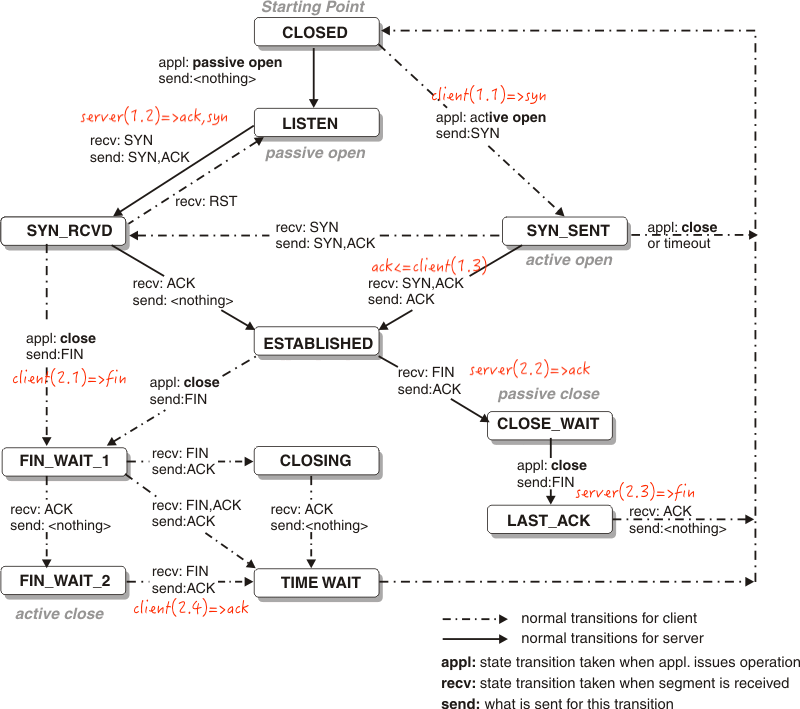 Starting Point
CLOSED
appl: passive open
send:<nothing>
client(1.1)=>syn
appl: active open
send:SYN
server(1.2)=>ack,syn
LISTEN
recv: SYN
send: SYN,ACK
passive open
recv: RST
SYN_RCVD
recv: SYN
send: SYN,ACK
SYN_SENT
appl: close
or timeout
active open
ack<=client(1.3)
recv: ACK
send: <nothing>
recv: SYN,ACK
send: ACK
appl: close
send:FIN
ESTABLISHED
client(2.1)=>fin
appl: close
send:FIN
recv: FIN
send:ACK
server(2.2)=>ack
passive close
CLOSE_WAIT
FIN_WAIT_1
recv: FIN
send:ACK
CLOSING
appl: close
send:FIN
server(2.3)=>fin
recv: ACK
send: <nothing>
recv: FIN,ACK
send:ACK
recv: ACK
send:<nothing>
LAST_ACK
recv: ACK
send:<nothing>
FIN_WAIT_2
recv: FIN
send:ACK
TIME WAIT
client(2.4)=>ack
active close
normal transitions for client
normal transitions for server
appl: state transition taken when appl. issues operation
recv: state transition taken when segment is received
send: what is sent for this transition